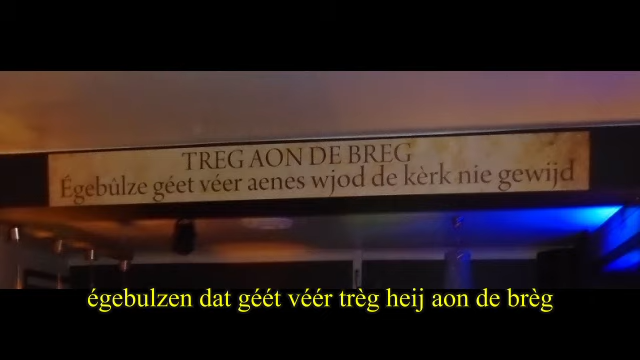 TREG AON DE BREG
Égebûlze géet véer aenes wjod de kèrk nie gewijd
égebulzen dat géét véér trèg heij aon de brèg